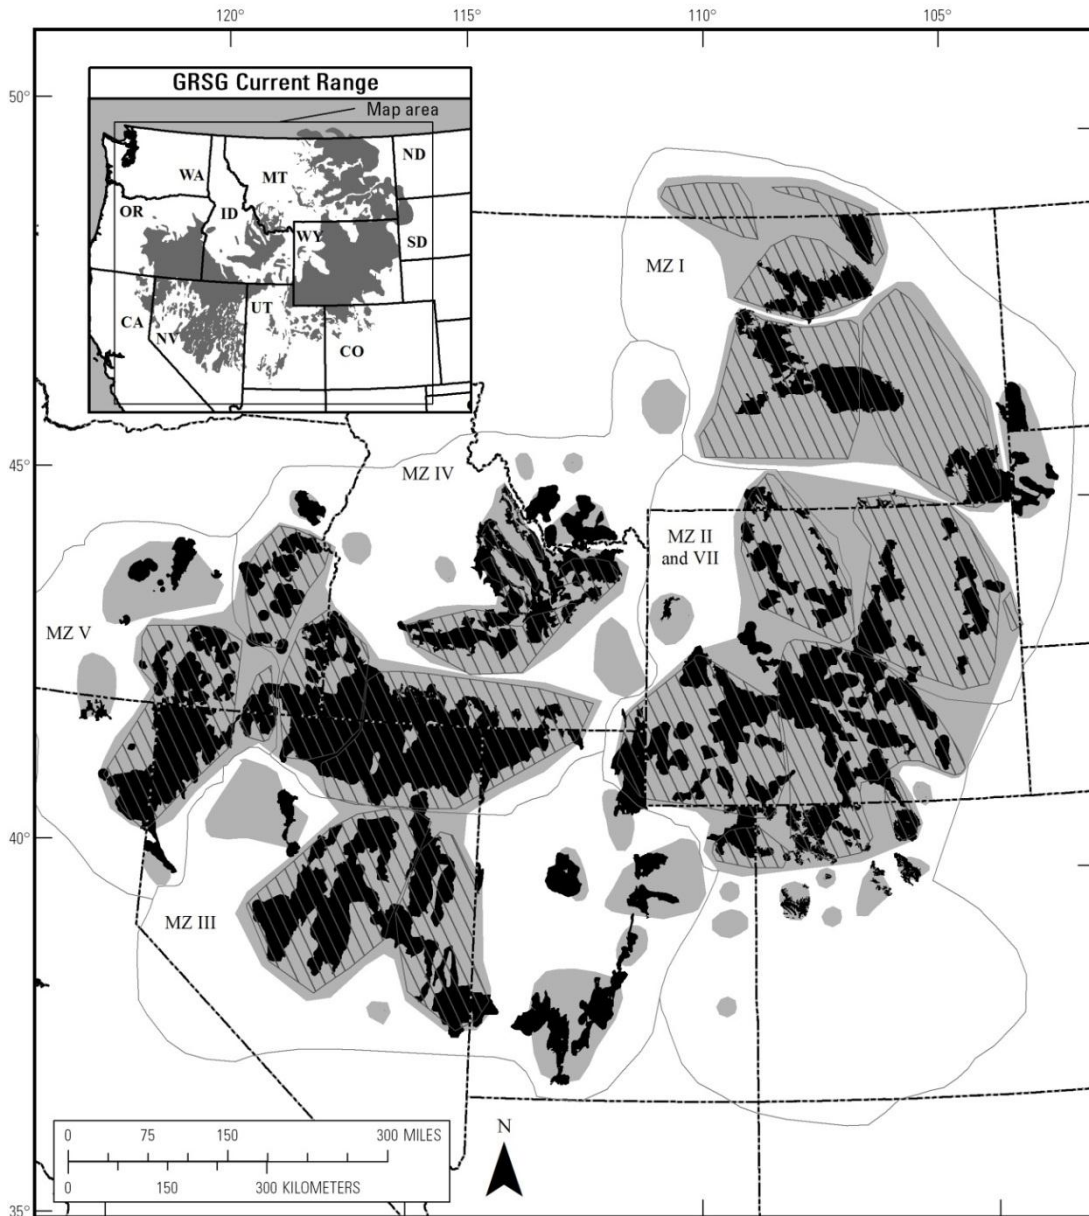 120°
115°
110°
105°
GRSG Current Range
Map area
50°
WA
MT
ND
OR
ID
WY
SD
CA
NV
UT
CO
MZ I
45°
MZ IV
MZ II
and VII
MZ V
40°
MZ III
N
0 75 150 300 MILES
0 150 300 KILOMETERS
35°